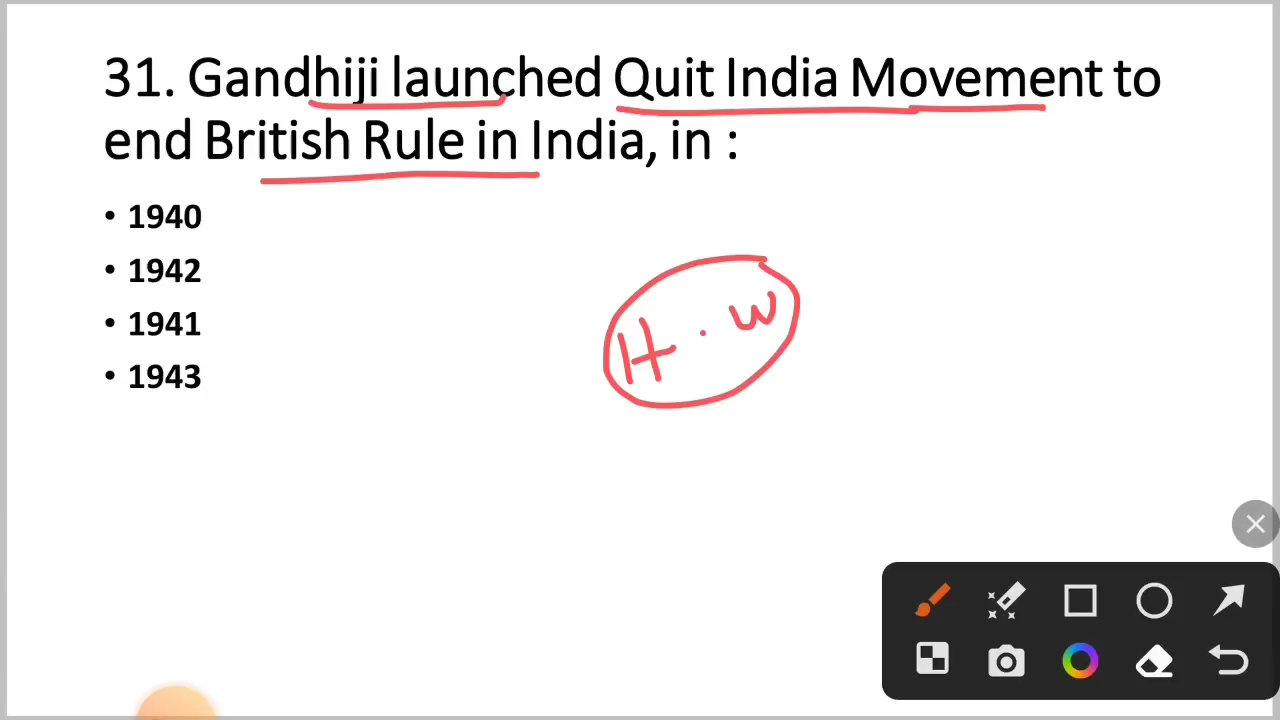 31. Gandhiji launched Quit India Movement to
end British Rule in India, in :
• 1940
• 1942
• 1941
• 1943
H . W